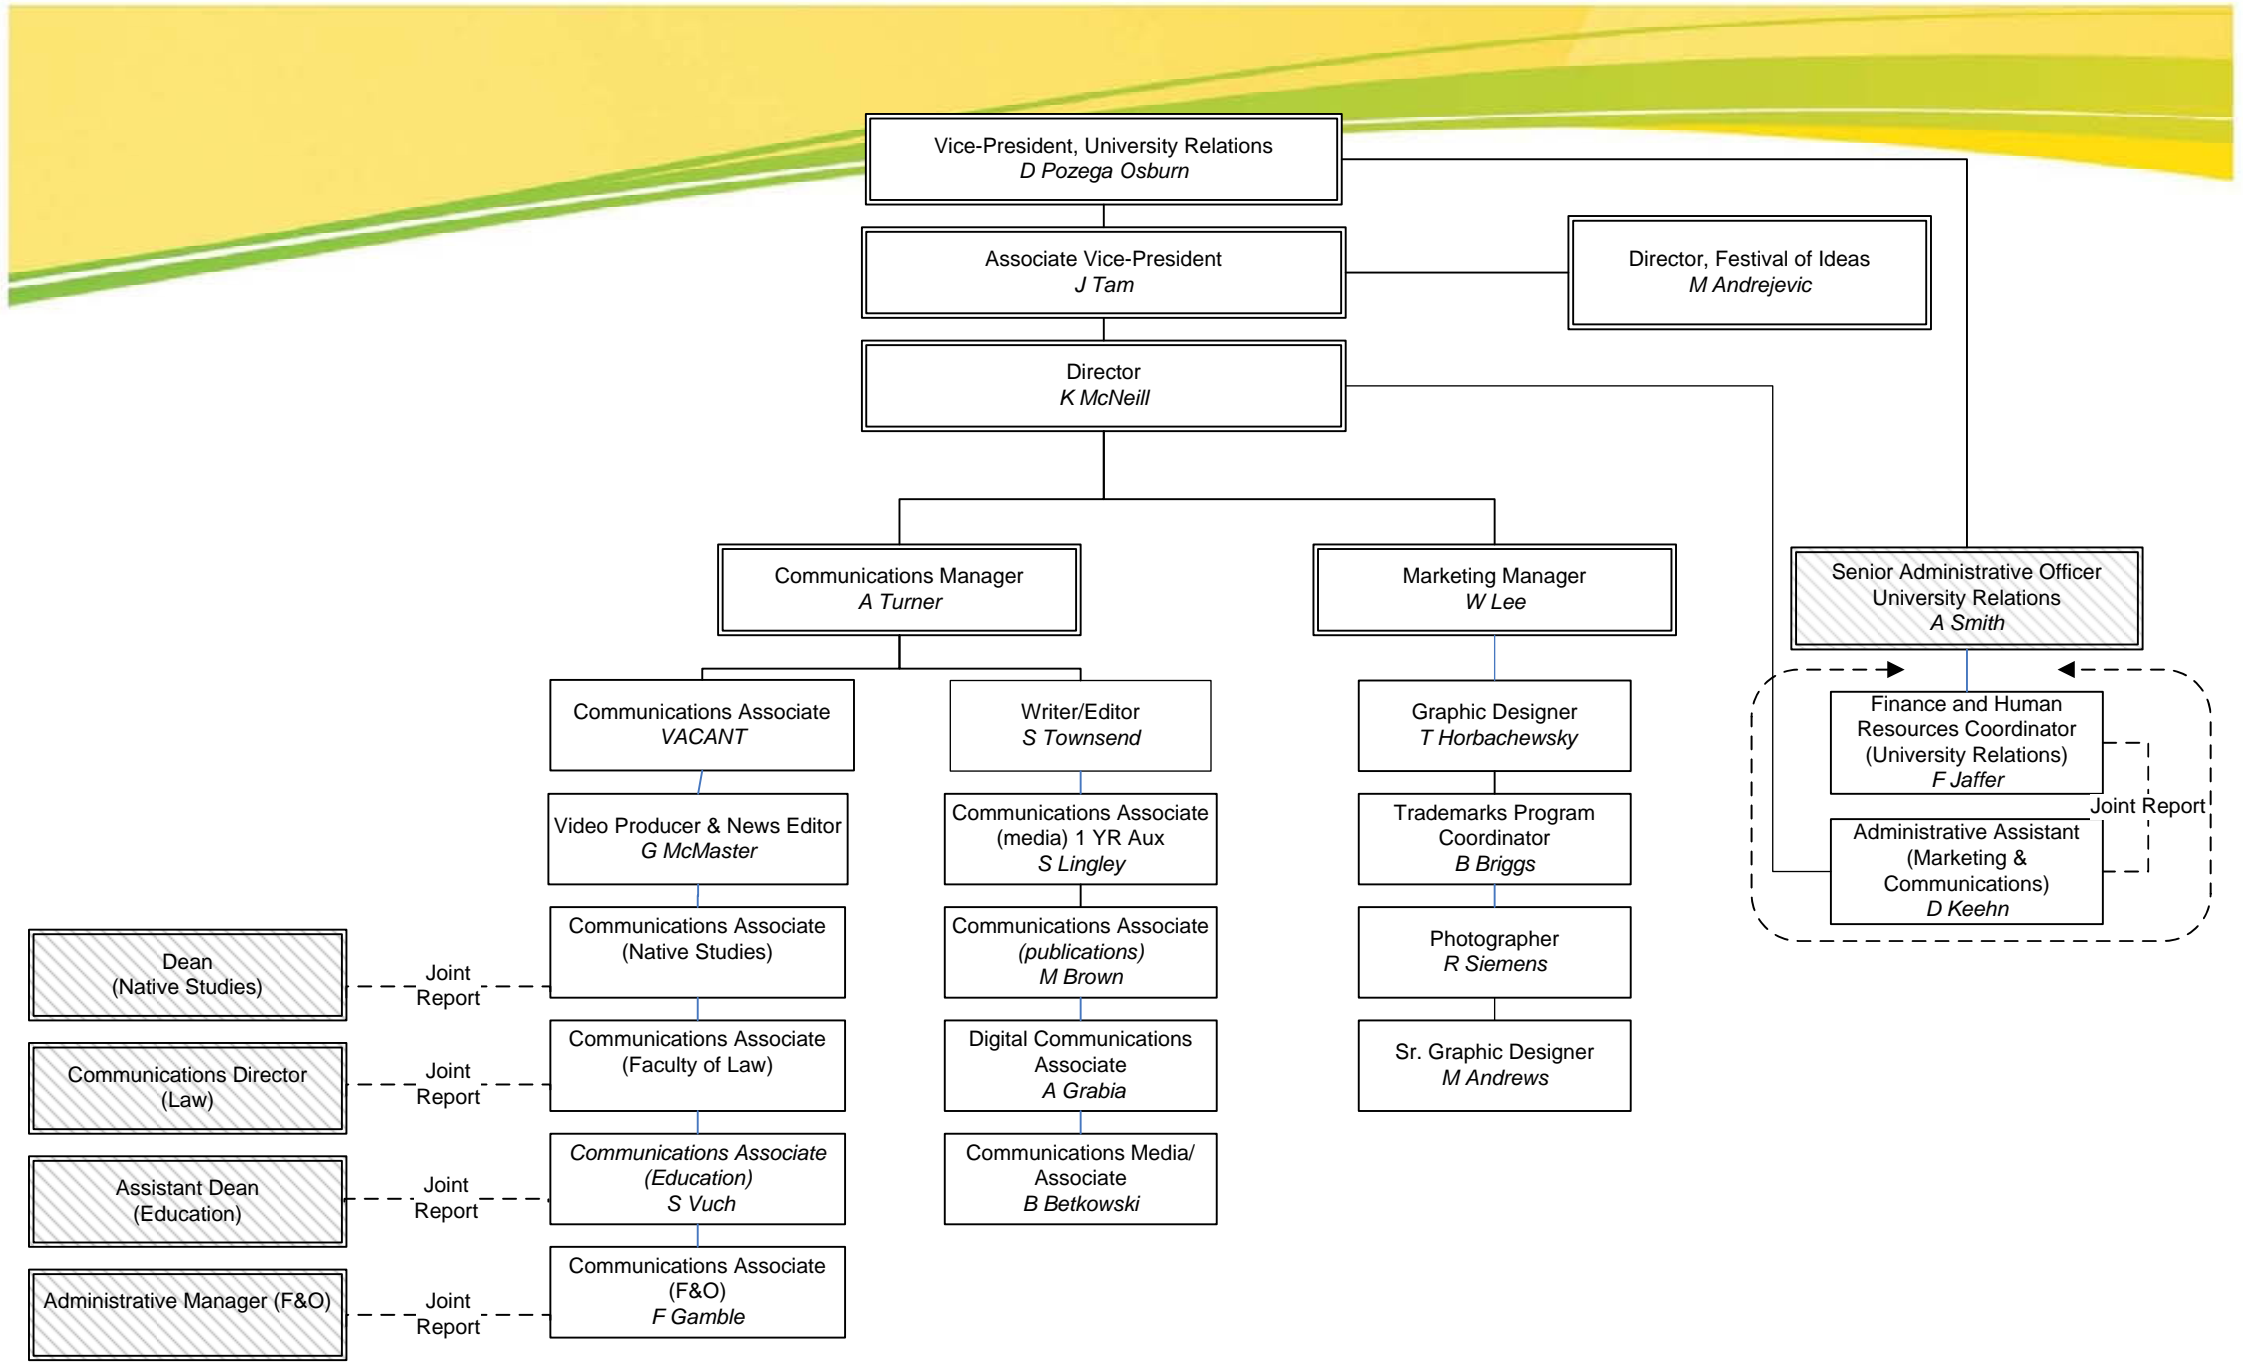 Vice-President, University Relations
D Pozega Osburn
Associate Vice-President
J Tam
Director, Festival of Ideas
M Andrejevic
Director
K McNeill
Communications Manager
A Turner
Marketing Manager
W Lee
Senior Administrative Officer
University Relations
A Smith
Communications Associate
VACANT
Writer/Editor
S Townsend
Graphic Designer
T Horbachewsky
Finance and Human
Resources Coordinator
(University Relations)
F Jaffer
Joint Report
Video Producer & News Editor
G McMaster
Communications Associate
(media) 1 YR Aux
S Lingley
Trademarks Program
Coordinator
B Briggs
Administrative Assistant
(Marketing &
Communications)
D Keehn
Dean
(Native Studies)
Joint
Report
Communications Associate
(Native Studies)
Communications Associate
(publications)
M Brown
Photographer
R Siemens
Communications Director
(Law)
Joint
Report
Communications Associate
(Faculty of Law)
Digital Communications
Associate
A Grabia
Sr. Graphic Designer
M Andrews
Assistant Dean
(Education)
Joint
Report
Communications Associate
(Education)
S Vuch
Communications Media/
Associate
B Betkowski
Administrative Manager (F&O)
Joint
Report
Communications Associate
(F&O)
F Gamble